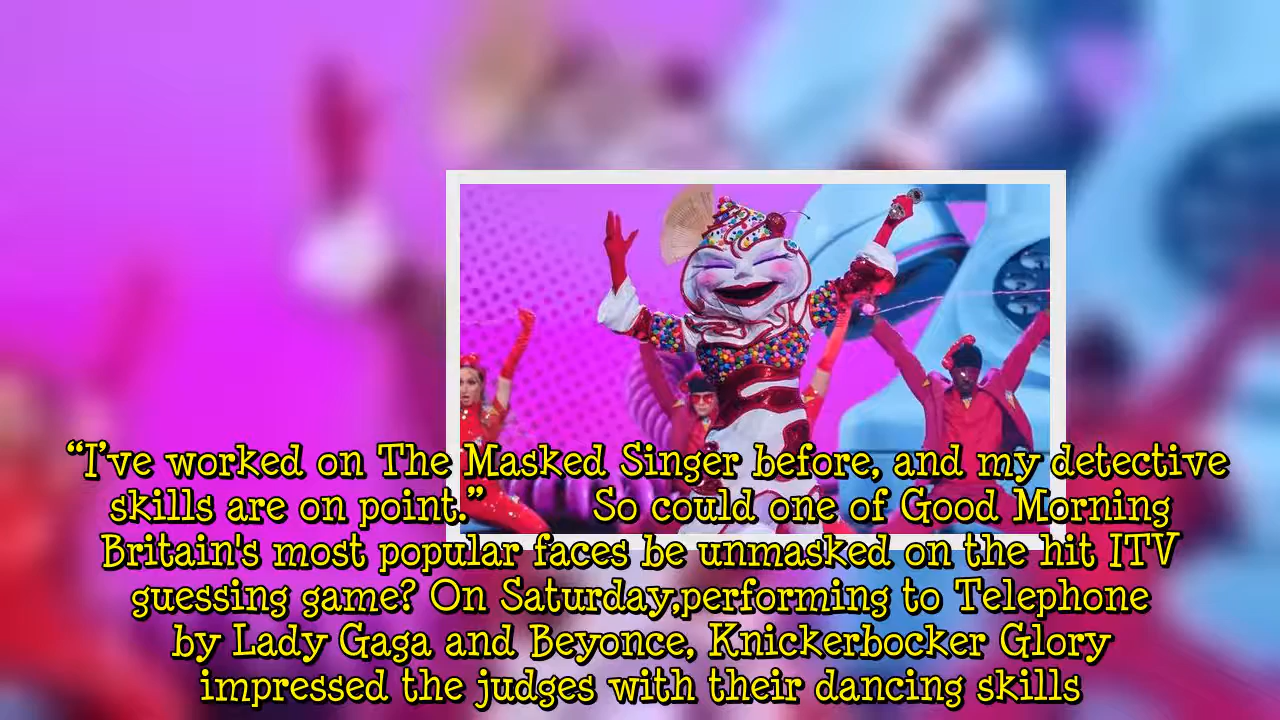 “I’ve worked on The Masked Singer before, and my detective
skills are on point.” So could one of Good Morning
Britain's most popular faces be unmasked on the hit ITV
guessing game? On Saturday,performing to Telephone
by Lady Gaga and Beyonce, Knickerbocker Glory
impressed the judges with their dancing skills